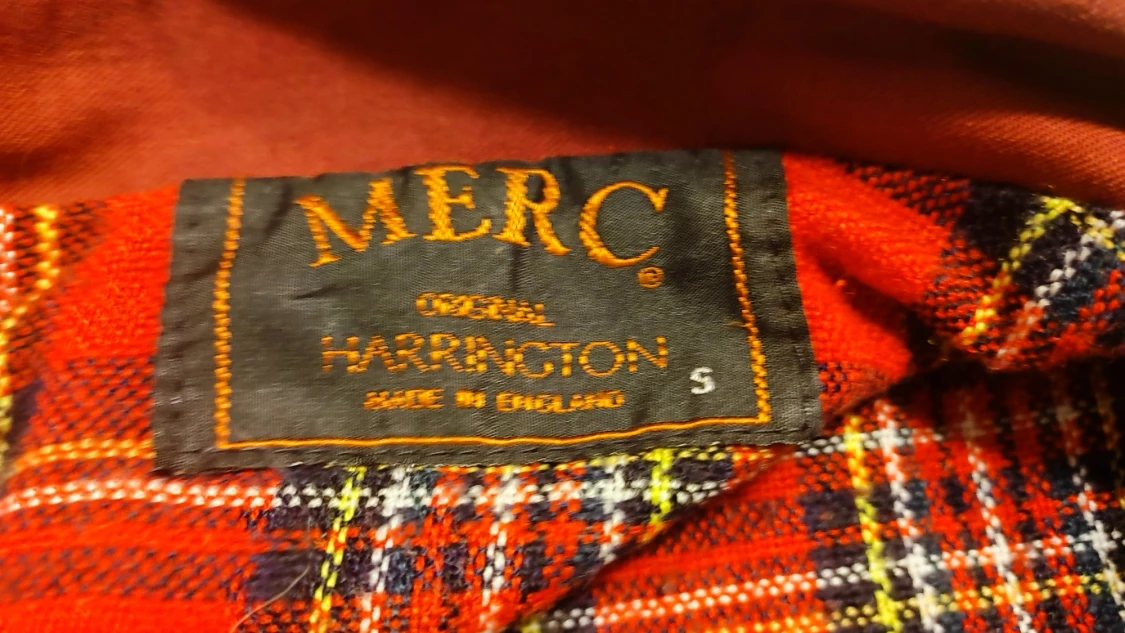 MERC®
ORIGINAL
HARRINGTON
S
MADE IN ENGLAND